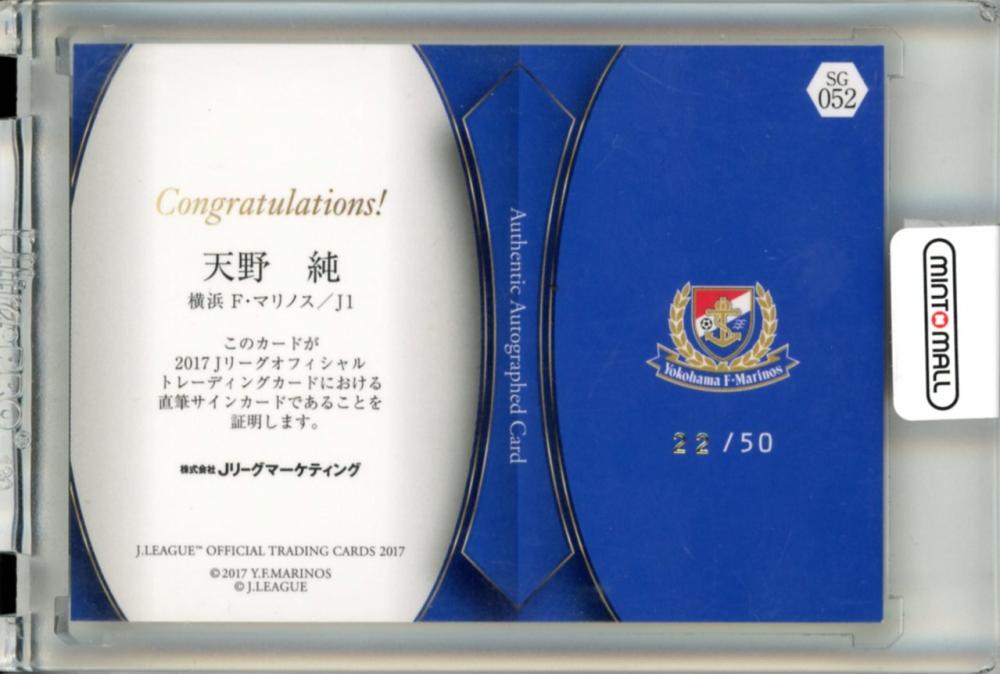 Congratulations!
天野 純
横浜 F・マリノス／J1
このカードが
2017 Jリーグオフィシャル
トレーディングカードにおける
直筆サインカードであることを
証明します。
株式会社 Jリーグマーケティング
J.LEAGUE™ OFFICIAL TRADING CARDS 2017
©2017 Y.F.MARINOS
© J.LEAGUE
Authentic Autographed Card
SG
052
Yokohama F・Marinos
22/50
MINT MALL